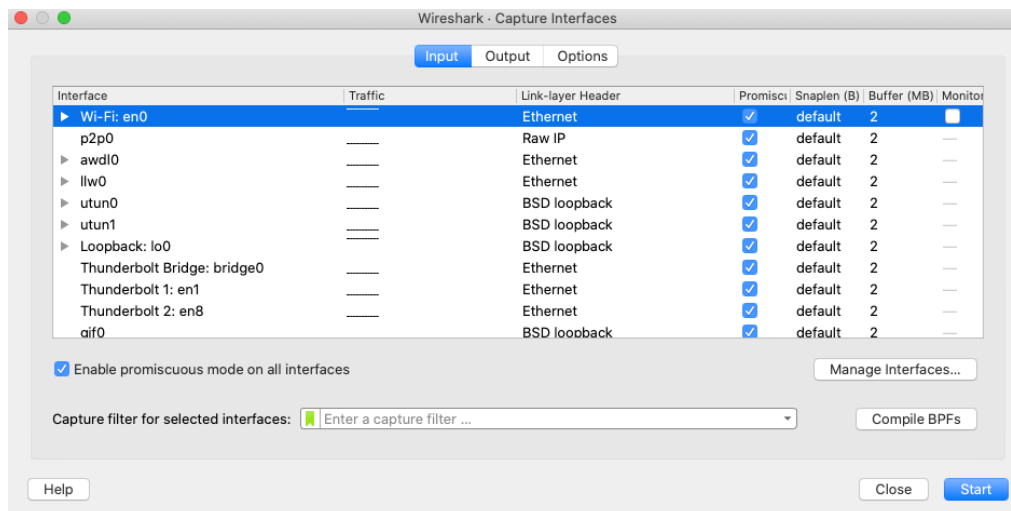 Wireshark · Capture Interfaces
Input Output Options
Interface Traffic Link-layer Header Promiscu Snaplen (B) Buffer (MB) Monitor
Wi-Fi: en0 Ethernet default 2
p2p0 Raw IP default 2 —
awdl0 Ethernet default 2 —
llw0 Ethernet default 2 —
utun0 BSD loopback default 2 —
utun1 BSD loopback default 2 —
Loopback: lo0 BSD loopback default 2 —
Thunderbolt Bridge: bridge0 Ethernet default 2 —
Thunderbolt 1: en1 Ethernet default 2 —
Thunderbolt 2: en8 Ethernet default 2 —
gif0 BSD loopback default 2 —
Enable promiscuous mode on all interfaces Manage Interfaces...
Capture filter for selected interfaces: Enter a capture filter ... Compile BPFs
Help Close Start